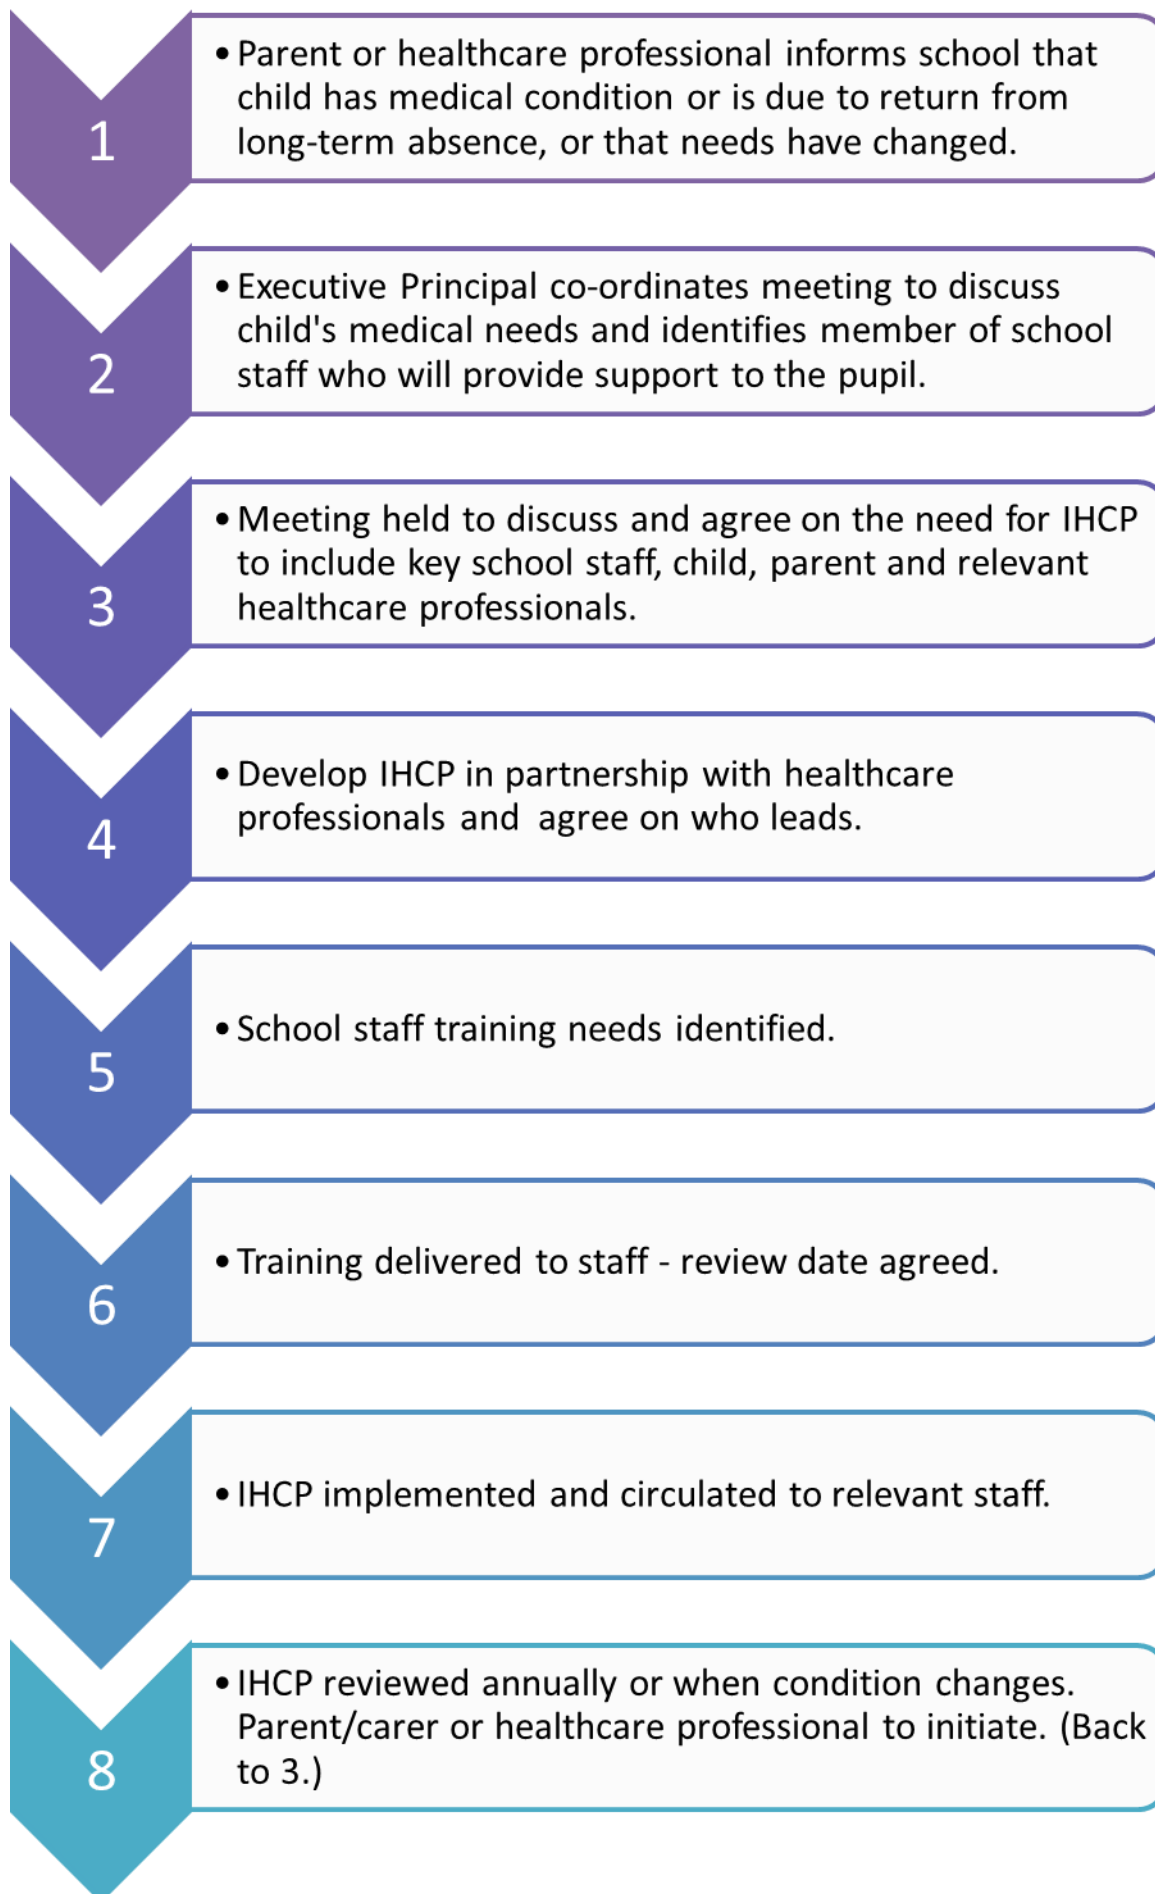 1
• Parent or healthcare professional informs school that
child has medical condition or is due to return from
long-term absence, or that needs have changed.
2
• Executive Principal co-ordinates meeting to discuss
child's medical needs and identifies member of school
staff who will provide support to the pupil.
3
• Meeting held to discuss and agree on the need for IHCP
to include key school staff, child, parent and relevant
healthcare professionals.
4
• Develop IHCP in partnership with healthcare
professionals and agree on who leads.
5
• School staff training needs identified.
6
• Training delivered to staff - review date agreed.
7
• IHCP implemented and circulated to relevant staff.
8
• IHCP reviewed annually or when condition changes.
Parent/carer or healthcare professional to initiate. (Back
to 3.)